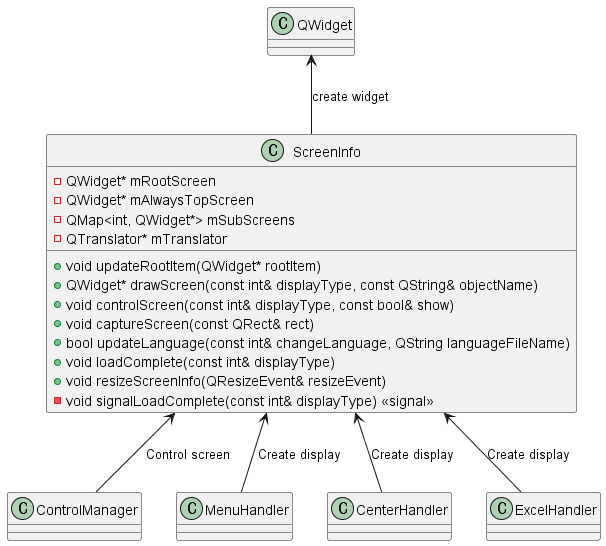 C QWidget
create widget
C ScreenInfo
QWidget* mRootScreen
QWidget* mAlwaysTopScreen
QMap<int, QWidget*> mSubScreens
QTranslator* mTranslator
void updateRootItem(QWidget* rootItem)
QWidget* drawScreen(const int& displayType, const QString& objectName)
void controlScreen(const int& displayType, const bool& show)
void captureScreen(const QRect& rect)
bool updateLanguage(const int& changeLanguage, QString languageFileName)
void loadComplete(const int& displayType)
void resizeScreenInfo(QResizeEvent& resizeEvent)
void signalLoadComplete(const int& displayType) «signal»
Control screen
Create display
Create display
Create display
C ControlManager
C MenuHandler
C CenterHandler
C ExcelHandler